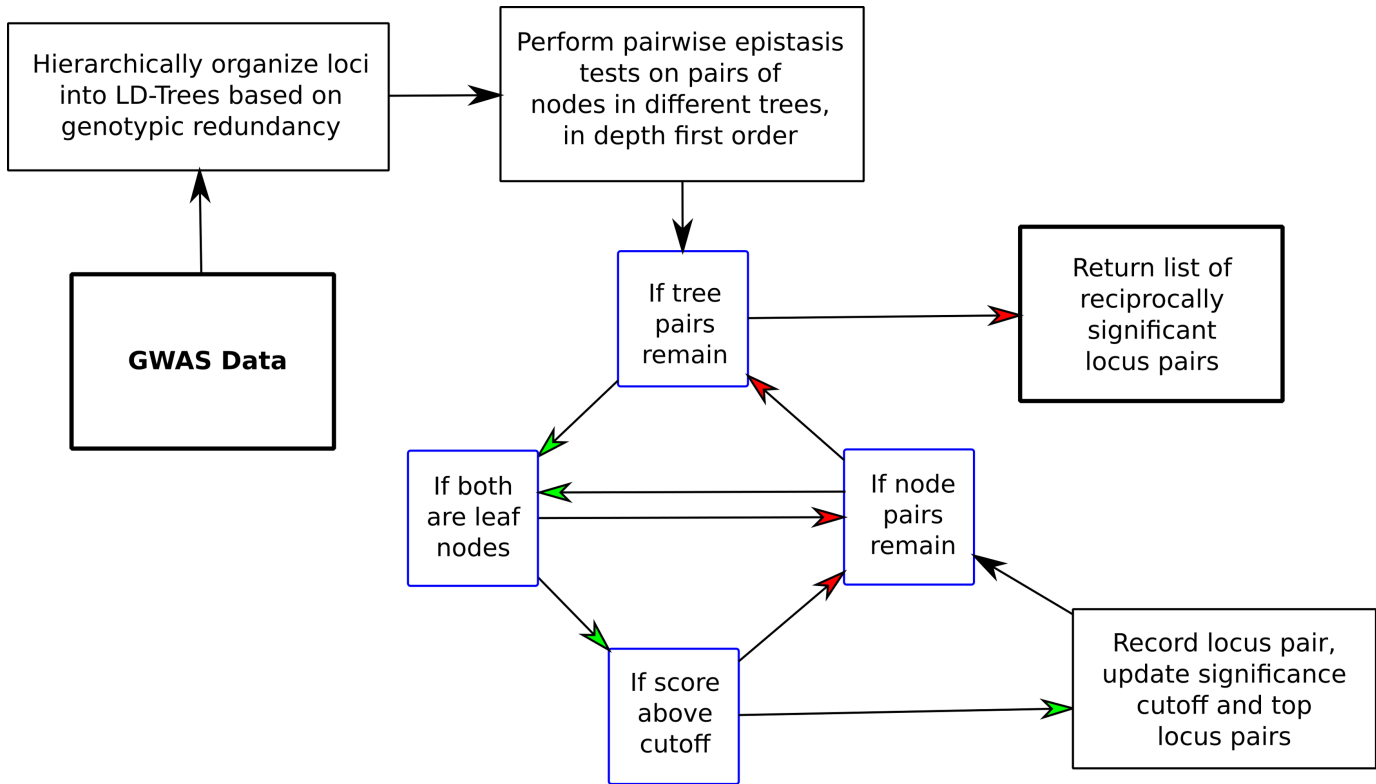 Hierarchically organize loci
into LD-Trees based on
genotypic redundancy
Perform pairwise epistasis
tests on pairs of
nodes in different trees,
in depth first order
GWAS Data
If tree
pairs
remain
Return list of
reciprocally
significant
locus pairs
If both
are leaf
nodes
If node
pairs
remain
If score
above
cutoff
Record locus pair,
update significance
cutoff and top
locus pairs